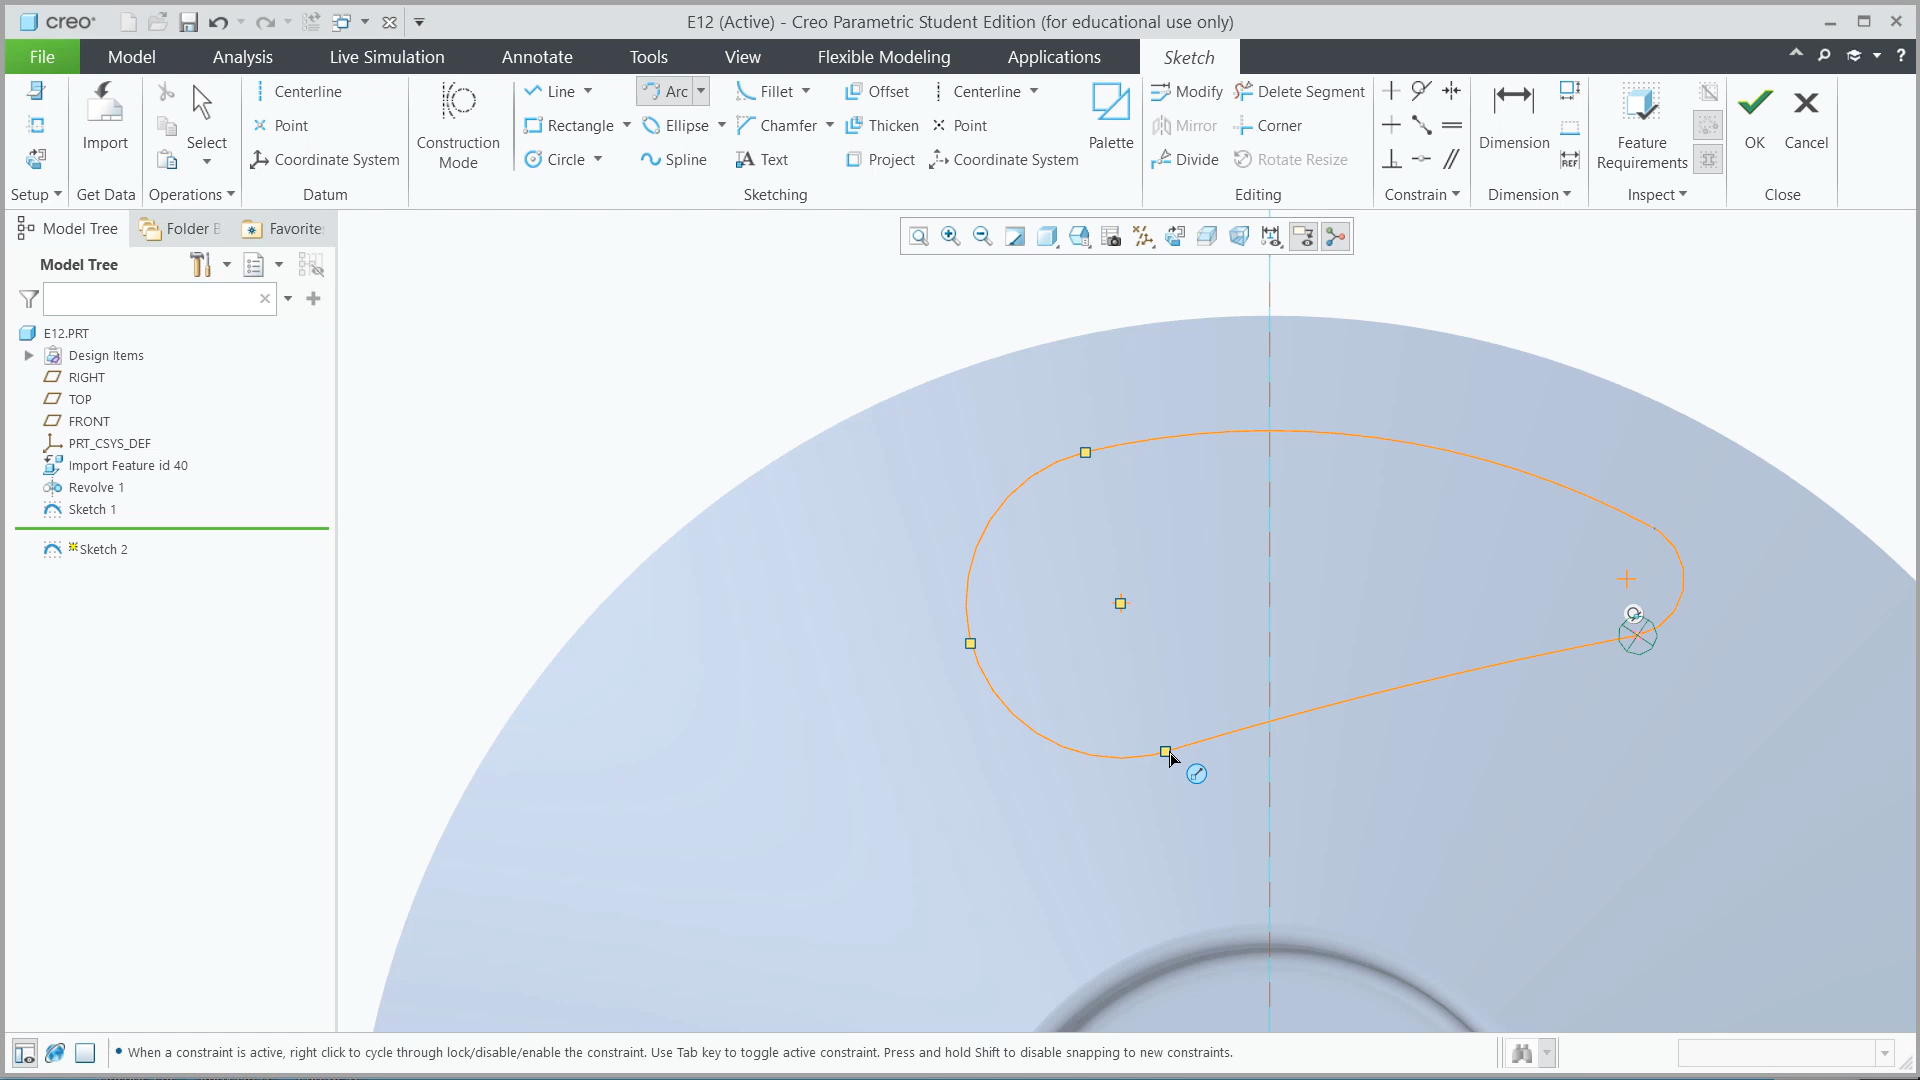 creo
E12 (Active) - Creo Parametric Student Edition (for educational use only)
File Model Analysis Live Simulation Annotate Tools View Flexible Modeling Applications Sketch
Import
Select
Centerline
Point
Coordinate System
Construction Mode
Line Arc Fillet Offset Centerline
Rectangle Ellipse Chamfer Thicken Point
Circle Spline Text Project Coordinate System
Palette
Modify Delete Segment
Mirror Corner
Divide Rotate Resize
Dimension
REF
Feature Requirements
OK
Cancel
Setup Get Data Operations Datum Sketching Editing Constrain Dimension Inspect Close
Model Tree Folder B Favorite
Model Tree
E12.PRT
Design Items
RIGHT
TOP
FRONT
PRT_CSYS_DEF
Import Feature id 40
Revolve 1
Sketch 1
Sketch 2
When a constraint is active, right click to cycle through lock/disable/enable the constraint. Use Tab key to toggle active constraint. Press and hold Shift to disable snapping to new constraints.